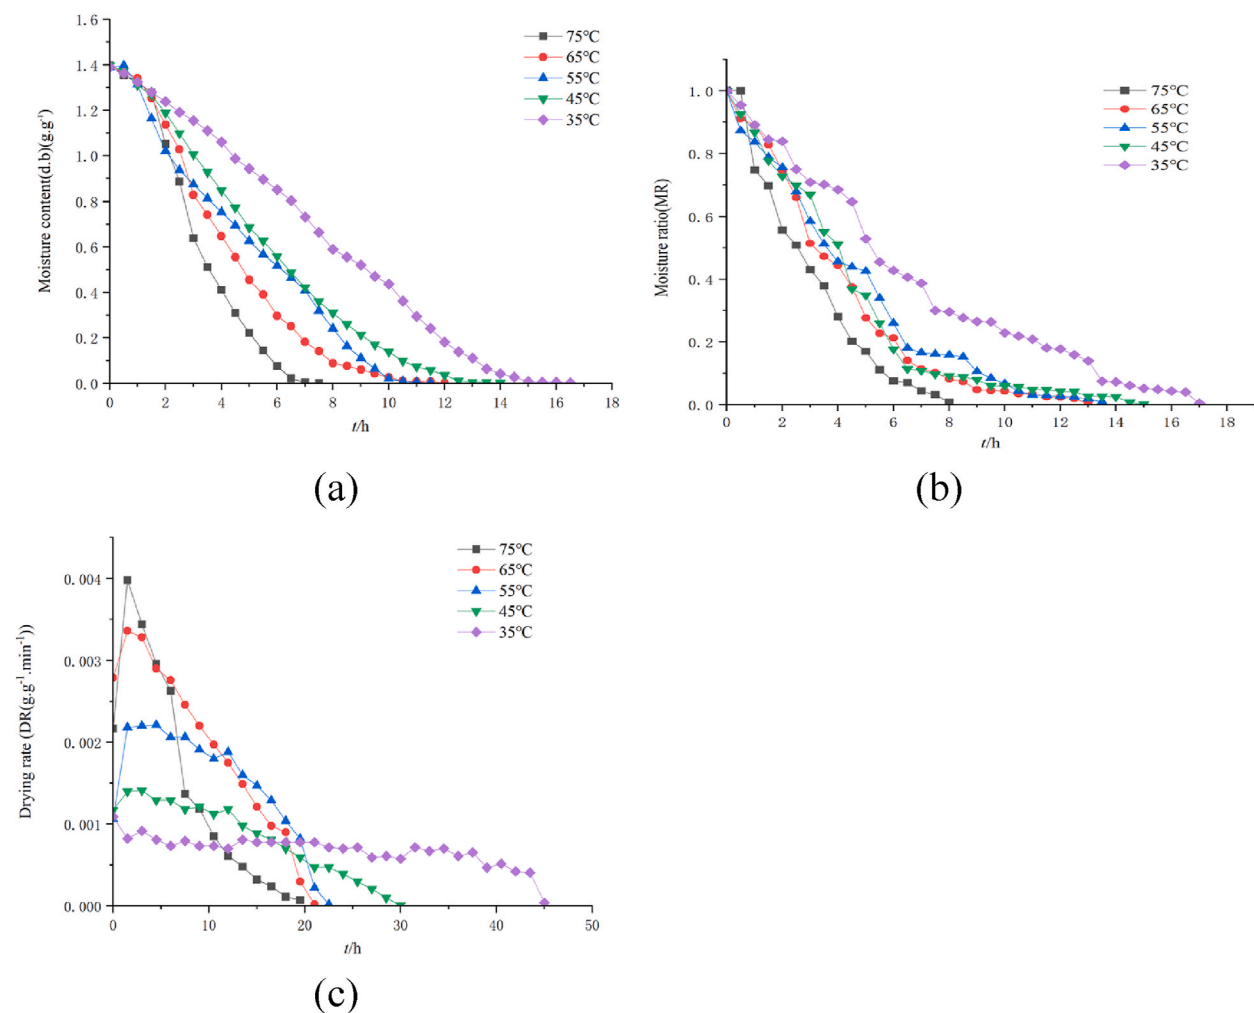 1.6
1.4
1.2
1.0
0.8
0.6
0.4
0.2
0.0
Moisture content(d.b)(g·g⁻¹)
75℃
65℃
55℃
45℃
35℃
0 2 4 6 8 10 12 14 16 18
t/h
(a)
1.0
0.8
0.6
0.4
0.2
0.0
Moisture ratio(MR)
75℃
65℃
55℃
45℃
35℃
0 2 4 6 8 10 12 14 16 18
t/h
(b)
0.004
0.003
0.002
0.001
0.000
Drying rate (DR(g.g⁻¹.min⁻¹))
75℃
65℃
55℃
45℃
35℃
0 10 20 30 40 50
t/h
(c)